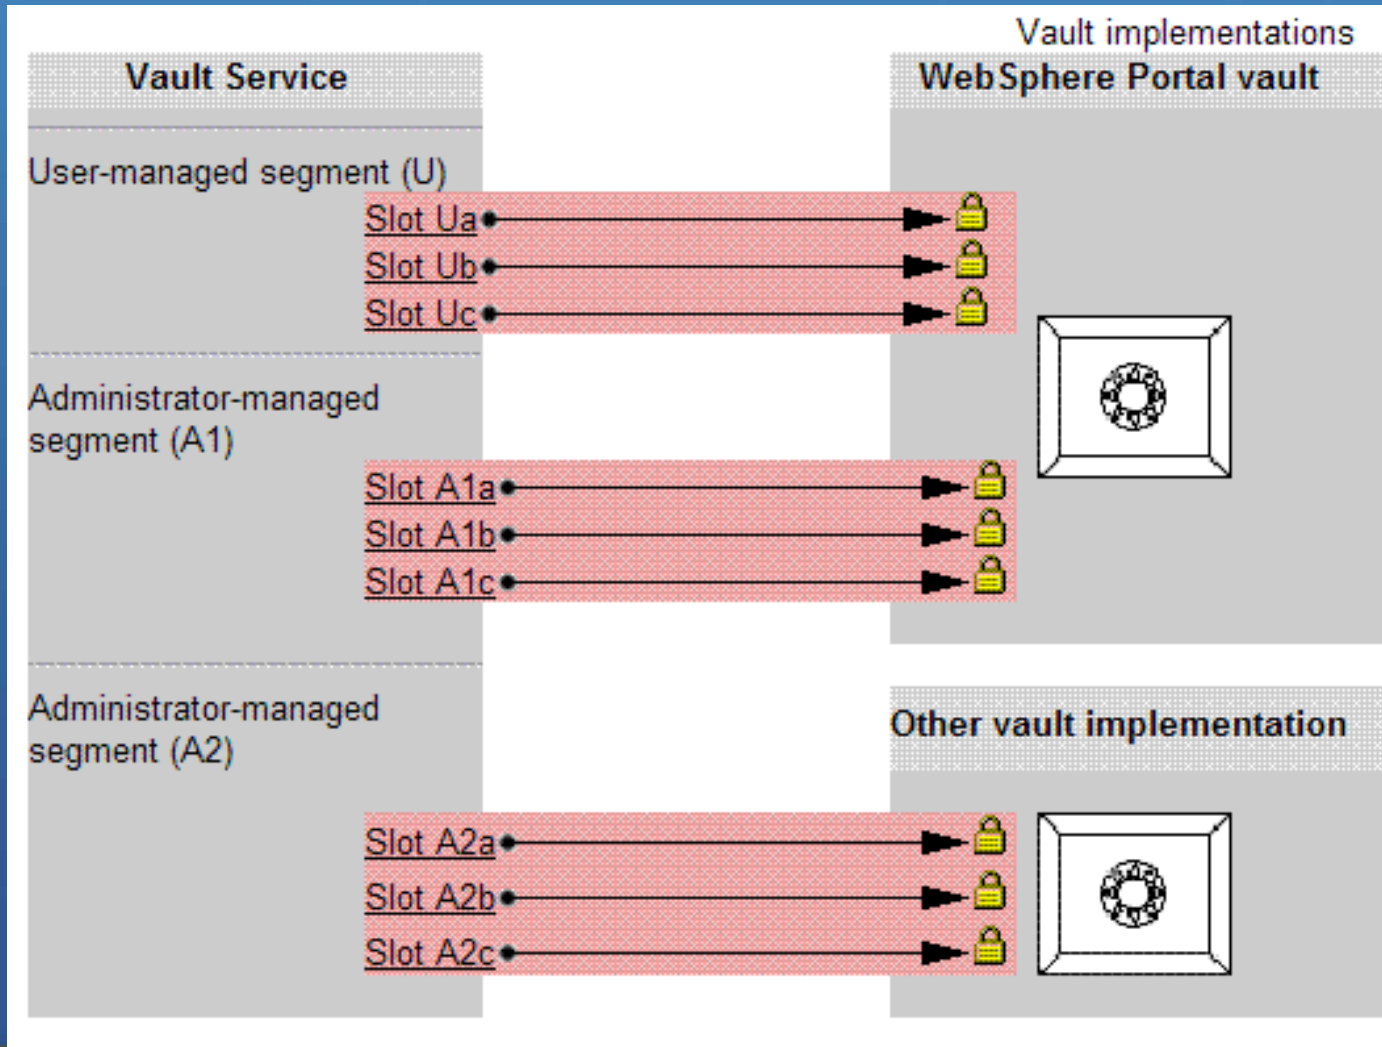 Vault implementations
Vault Service
WebSphere Portal vault
User-managed segment (U)
Slot Ua
Slot Ub
Slot Uc
Administrator-managed
segment (A1)
Slot A1a
Slot A1b
Slot A1c
Administrator-managed
segment (A2)
Other vault implementation
Slot A2a
Slot A2b
Slot A2c